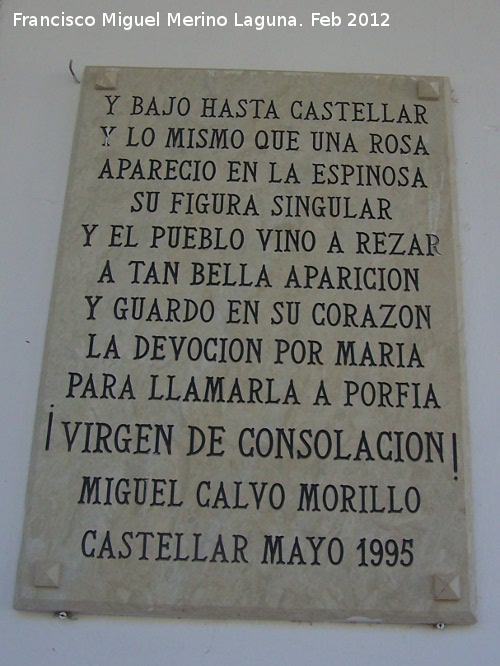 Francisco Miguel Merino Laguna. Feb 2012
Y BAJO HASTA CASTELLAR
Y LO MISMO QUE UNA ROSA
APARECIO EN LA ESPINOSA
SU FIGURA SINGULAR
Y EL PUEBLO VINO A REZAR
A TAN BELLA APARICION
Y GUARDO EN SU CORAZON
LA DEVOCION POR MARIA
PARA LLAMARLA A PORFIA
¡VIRGEN DE CONSOLACION!
MIGUEL CALVO MORILLO
CASTELLAR MAYO 1995